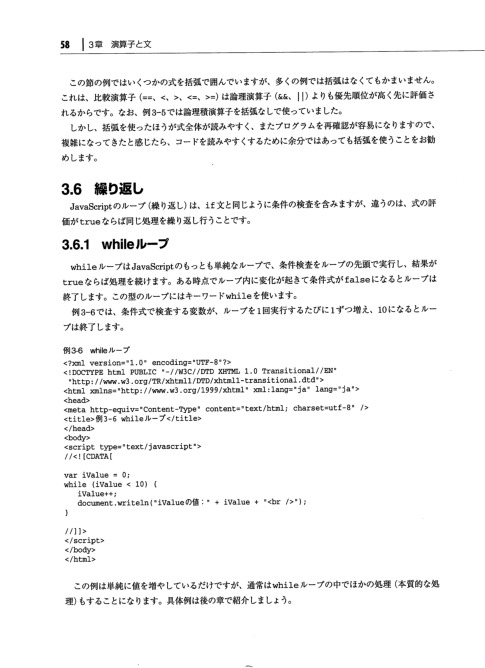 58 3章 演算子と文
この節の例ではいくつかの式を括弧で囲んでいますが、多くの例では括弧はなくてもかまいません。
これは、比較演算子 (==、<、>、<=、>=) は論理演算子 (&&、||) よりも優先順位が高く先に評価さ
れるからです。なお、例3-5では論理積演算子を括弧なしで使っていました。
しかし、括弧を使ったほうが式全体が読みやすく、またプログラムを再確認が容易になりますので、
複雑になってきたと感じたら、コードを読みやすくするために余分ではあっても括弧を使うことをお勧
めします。
3.6 繰り返し
JavaScriptのループ (繰り返し) は、if文と同じように条件の検査を含みますが、違うのは、式の評
価がtrueならば同じ処理を繰り返し行うことです。
3.6.1 whileループ
whileループはJavaScriptのもっとも単純なループで、条件検査をループの先頭で実行し、結果が
trueならば処理を続けます。ある時点でループ内に変化が起きて条件式がfalseになるとループは
終了します。この型のループにはキーワードwhileを使います。
例3-6では、条件式で検査する変数が、ループを1回実行するたびに1ずつ増え、10になるとルー
プは終了します。
例3-6 whileループ
<?xml version="1.0" encoding="UTF-8"?>
<!DOCTYPE html PUBLIC "-//W3C//DTD XHTML 1.0 Transitional//EN"
"http://www.w3.org/TR/xhtml1/DTD/xhtml1-transitional.dtd">
<html xmlns="http://www.w3.org/1999/xhtml" xml:lang="ja" lang="ja">
<head>
<meta http-equiv="Content-Type" content="text/html; charset=utf-8" />
<title>例3-6 whileループ</title>
</head>
<body>
<script type="text/javascript">
//<![CDATA[
var iValue = 0;
while (iValue < 10) {
iValue++;
document.writeln("iValueの値：" + iValue + "<br />");
}
//]]>
</script>
</body>
</html>
この例は単純に値を増やしているだけですが、通常はwhileループの中でほかの処理 (本質的な処
理) もすることになります。具体例は後の章で紹介しましょう。